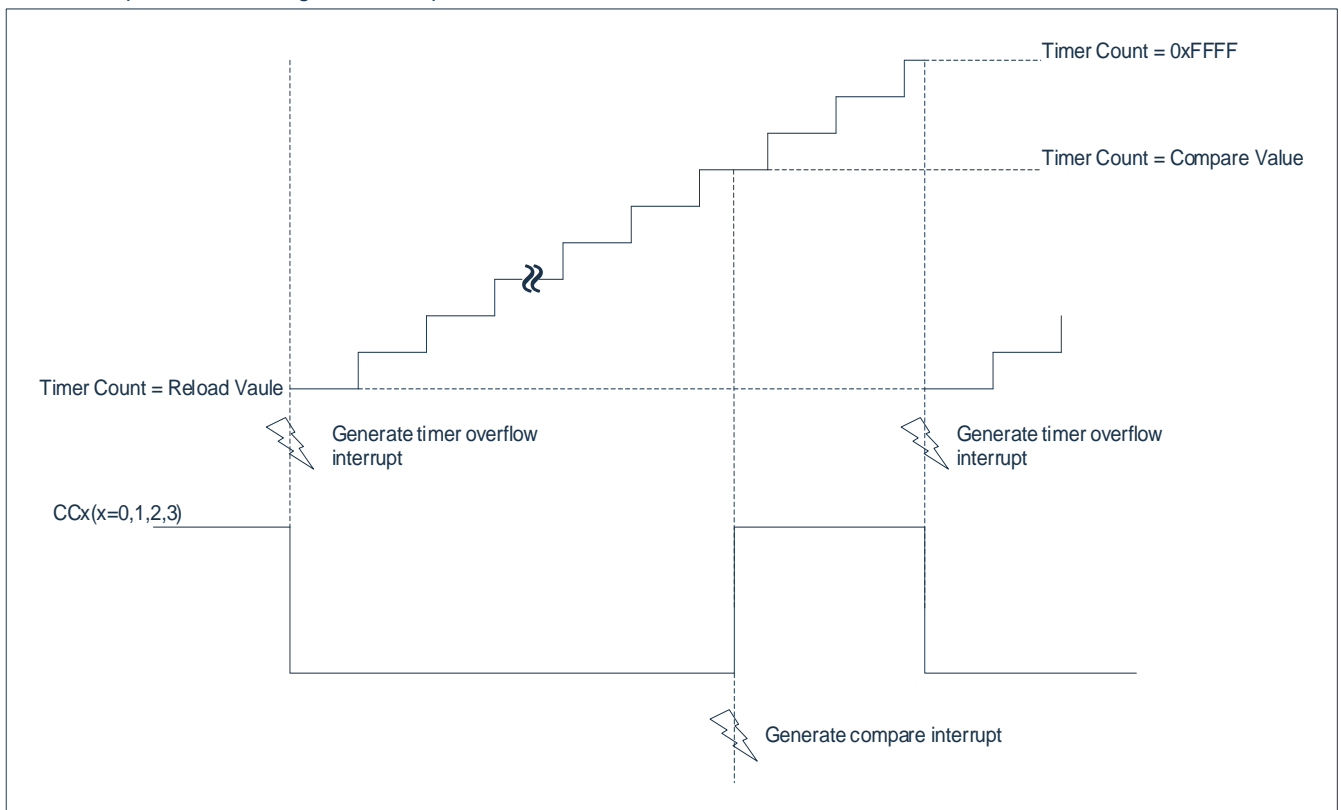 Timer Count = 0xFFFF
Timer Count = Compare Value
Timer Count = Reload Vaule
Generate timer overflow
interrupt
Generate timer overflow
interrupt
CCx(x=0,1,2,3)
Generate compare interrupt